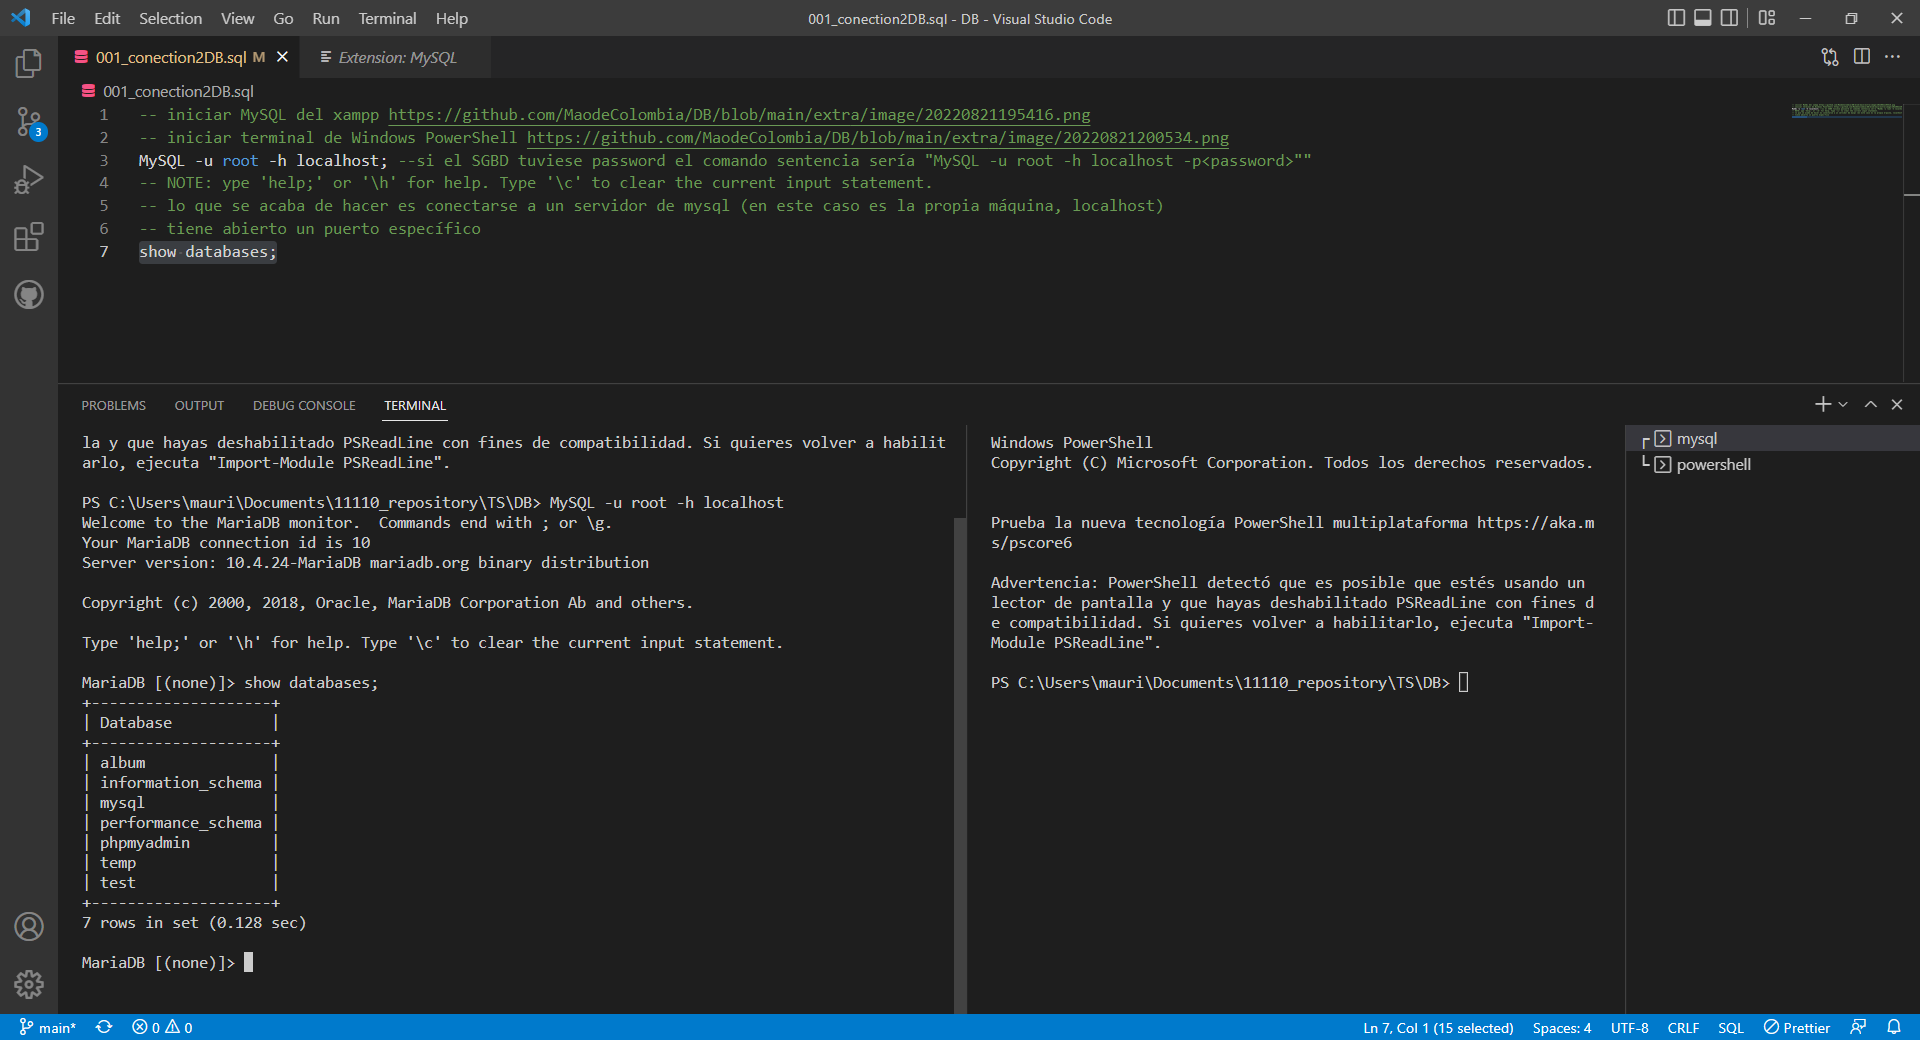 File Edit Selection View Go Run Terminal Help
001_conection2DB.sql - DB - Visual Studio Code
001_conection2DB.sql M
Extension: MySQL
001_conection2DB.sql
1 -- iniciar MySQL del xampp https://github.com/MaodeColombia/DB/blob/main/extra/image/20220821195416.png
2 -- iniciar terminal de Windows PowerShell https://github.com/MaodeColombia/DB/blob/main/extra/image/20220821200534.png
3 MySQL -u root -h localhost; --si el SGBD tuviese password el comando sentencia sería "MySQL -u root -h localhost -p<password>""
4 -- NOTE: ype 'help;' or '\h' for help. Type '\c' to clear the current input statement.
5 -- lo que se acaba de hacer es conectarse a un servidor de mysql (en este caso es la propia máquina, localhost)
6 -- tiene abierto un puerto específico
7 show databases;
3
PROBLEMS OUTPUT DEBUG CONSOLE TERMINAL
la y que hayas deshabilitado PSReadLine con fines de compatibilidad. Si quieres volver a habilit
arlo, ejecuta "Import-Module PSReadLine".
PS C:\Users\mauri\Documents\11110_repository\TS\DB> MySQL -u root -h localhost
Welcome to the MariaDB monitor.  Commands end with ; or \g.
Your MariaDB connection id is 10
Server version: 10.4.24-MariaDB mariadb.org binary distribution
Copyright (c) 2000, 2018, Oracle, MariaDB Corporation Ab and others.
Type 'help;' or '\h' for help. Type '\c' to clear the current input statement.
MariaDB [(none)]> show databases;
+--------------------+
| Database           |
+--------------------+
| album              |
| information_schema |
| mysql              |
| performance_schema |
| phpmyadmin         |
| temp               |
| test               |
+--------------------+
7 rows in set (0.128 sec)
MariaDB [(none)]>
Windows PowerShell
Copyright (C) Microsoft Corporation. Todos los derechos reservados.
Prueba la nueva tecnología PowerShell multiplataforma https://aka.m
s/pscore6
Advertencia: PowerShell detectó que es posible que estés usando un
lector de pantalla y que hayas deshabilitado PSReadLine con fines d
e compatibilidad. Si quieres volver a habilitarlo, ejecuta "Import-
Module PSReadLine".
PS C:\Users\mauri\Documents\11110_repository\TS\DB>
mysql
powershell
main* 0 0
Ln 7, Col 1 (15 selected) Spaces: 4 UTF-8 CRLF SQL Prettier